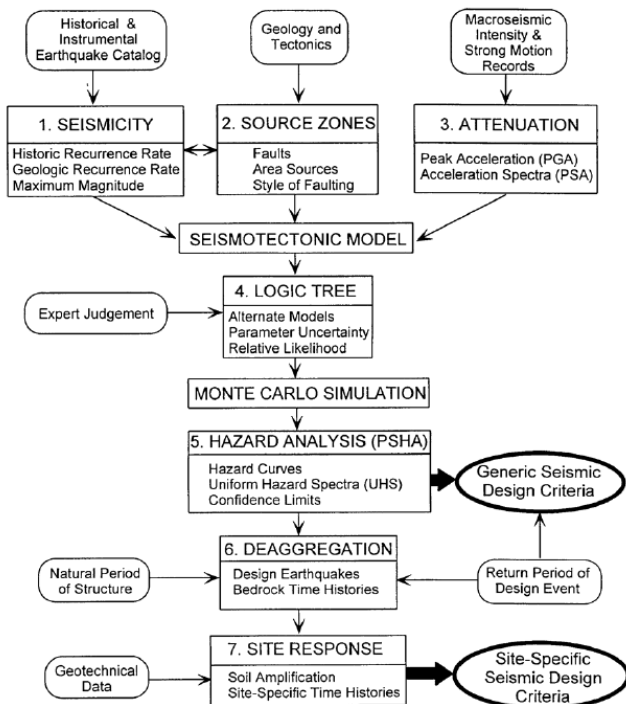 Historical &
Instrumental
Earthquake Catalog
Geology and
Tectonics
Macroseismic
Intensity &
Strong Motion
Records
1. SEISMICITY
Historic Recurrence Rate
Geologic Recurrence Rate
Maximum Magnitude
2. SOURCE ZONES
Faults
Area Sources
Style of Faulting
3. ATTENUATION
Peak Acceleration (PGA)
Acceleration Spectra (PSA)
SEISMOTECTONIC MODEL
4. LOGIC TREE
Alternate Models
Parameter Uncertainty
Relative Likelihood
Expert Judgement
MONTE CARLO SIMULATION
5. HAZARD ANALYSIS (PSHA)
Hazard Curves
Uniform Hazard Spectra (UHS)
Confidence Limits
Generic Seismic
Design Criteria
6. DEAGGREGATION
Design Earthquakes
Bedrock Time Histories
Natural Period
of Structure
Return Period of
Design Event
7. SITE RESPONSE
Soil Amplification
Site-Specific Time Histories
Geotechnical
Data
Site-Specific
Seismic Design
Criteria